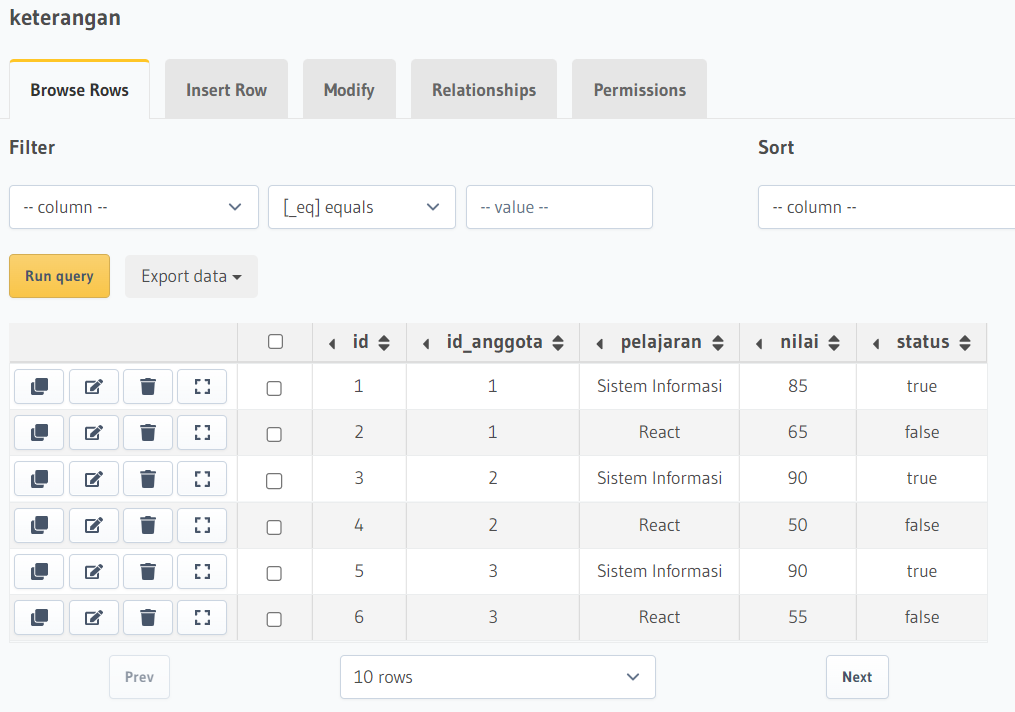 keterangan
Browse Rows Insert Row Modify Relationships Permissions
Filter Sort
-- column -- [_eq] equals -- value -- -- column --
Run query Export data
id id_anggota pelajaran nilai status
1 1 Sistem Informasi 85 true
2 1 React 65 false
3 2 Sistem Informasi 90 true
4 2 React 50 false
5 3 Sistem Informasi 90 true
6 3 React 55 false
Prev 10 rows Next